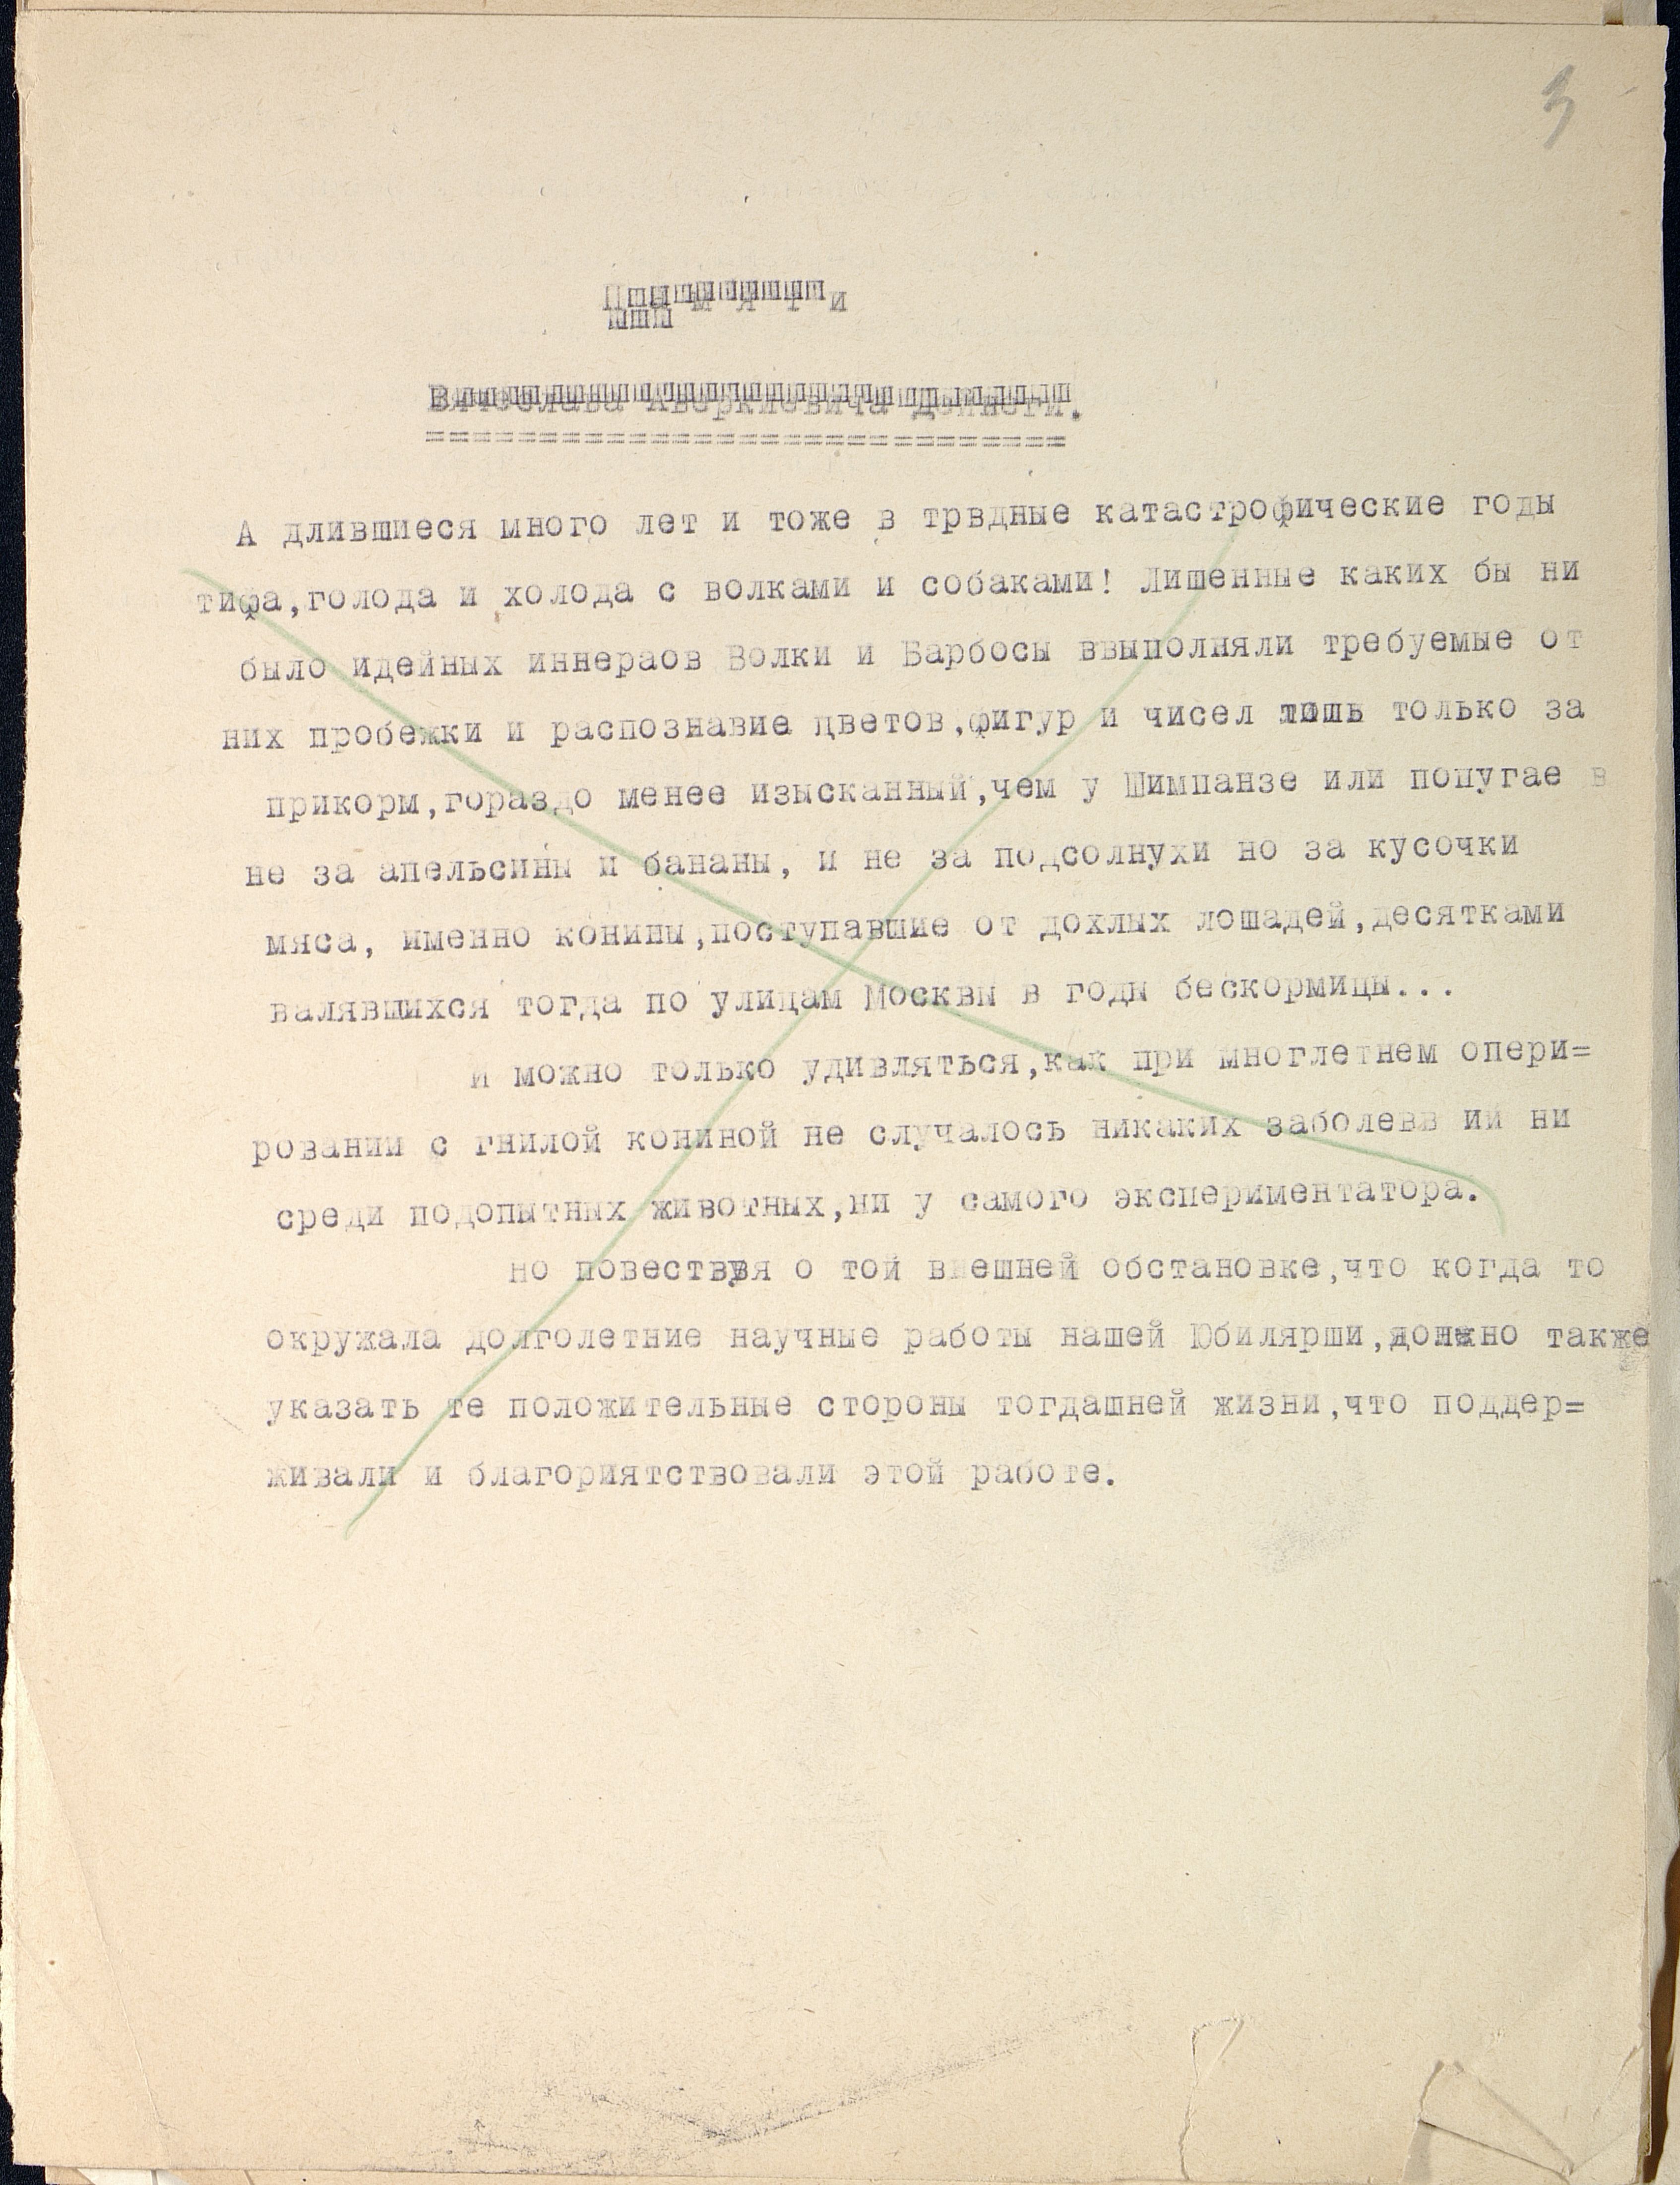 3
Вячеслава Аверкиевича Дейнеги.
==============================
А длившиеся много лет и тоже в трвдные катастрофические годы
тифа,голода и холода с волками и собаками! Лишенные каких бы ни
было идейных иннераов Волки и Барбосы ввыполняли требуемые от
них пробежки и распознавие цветов,фигур и чисел лишь только за
прикорм,гораздо менее изысканный,чем у Шимпанзе или попугае в
не за апельсины и бананы, и не за подсолнухи но за кусочки
мяса, именно конины,поступавшие от дохлых лошадей,десятками
валявшихся тогда по улицам Москвы в годы бескормицы...
И можно только удивляться,как при многлетнем опери=
ровании с гнилой кониной не случалось никаких заболевв ий ни
среди подопытных животных,ни у самого экспериментатора.
Но повествуя о той внешней обстановке,что когда то
окружала долголетние научные работы нашей Юбилярши,должно также
указать те положительные стороны тогдашней жизни,что поддер=
живали и благориятствовали этой работе.